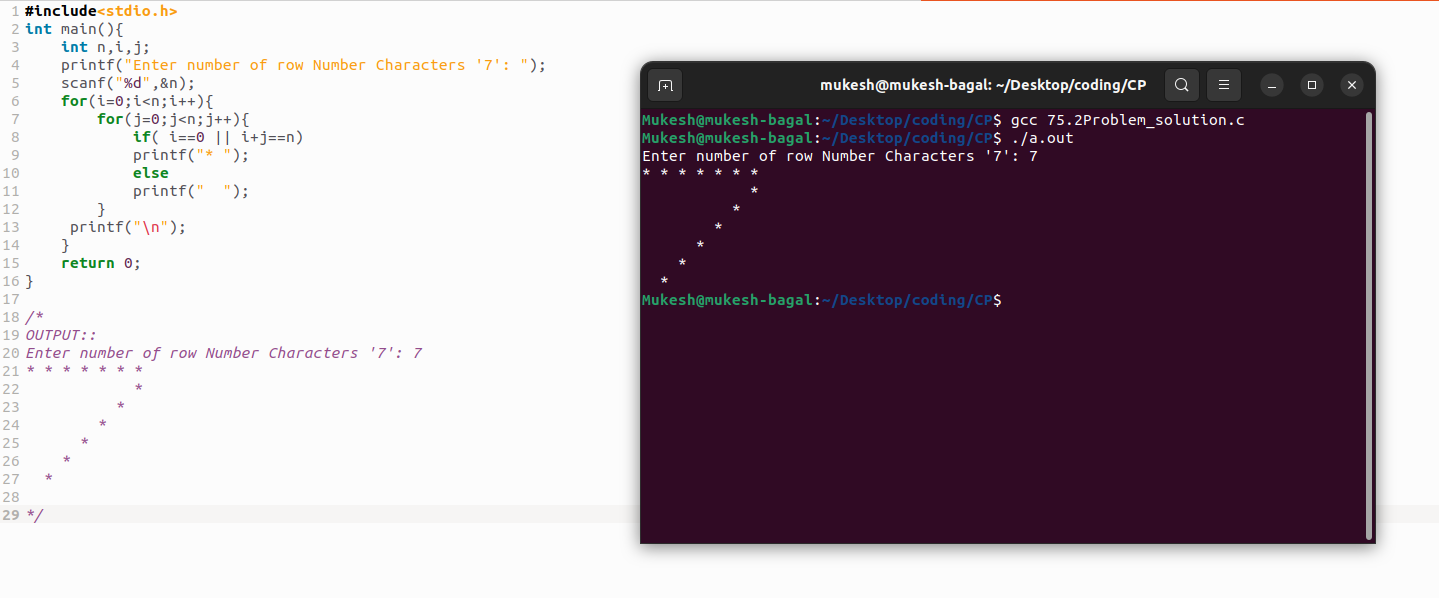 1 #include<stdio.h>
2 int main(){
3     int n,i,j;
4     printf("Enter number of row Number Characters '7': ");
5     scanf("%d",&n);
6     for(i=0;i<n;i++){
7         for(j=0;j<n;j++){
8             if( i==0 || i+j==n)
9             printf("* ");
10             else
11             printf("  ");
12         }
13      printf("\n");
14     }
15     return 0;
16 }
17
18 /*
19 OUTPUT::
20 Enter number of row Number Characters '7': 7
21 * * * * * * *
22             *
23           *
24         *
25       *
26     *
27   *
28
29 */
mukesh@mukesh-bagal: ~/Desktop/coding/CP
Mukesh@mukesh-bagal:~/Desktop/coding/CP$ gcc 75.2Problem_solution.c
Mukesh@mukesh-bagal:~/Desktop/coding/CP$ ./a.out
Enter number of row Number Characters '7': 7
* * * * * * *
            *
          *
        *
      *
    *
  *
Mukesh@mukesh-bagal:~/Desktop/coding/CP$